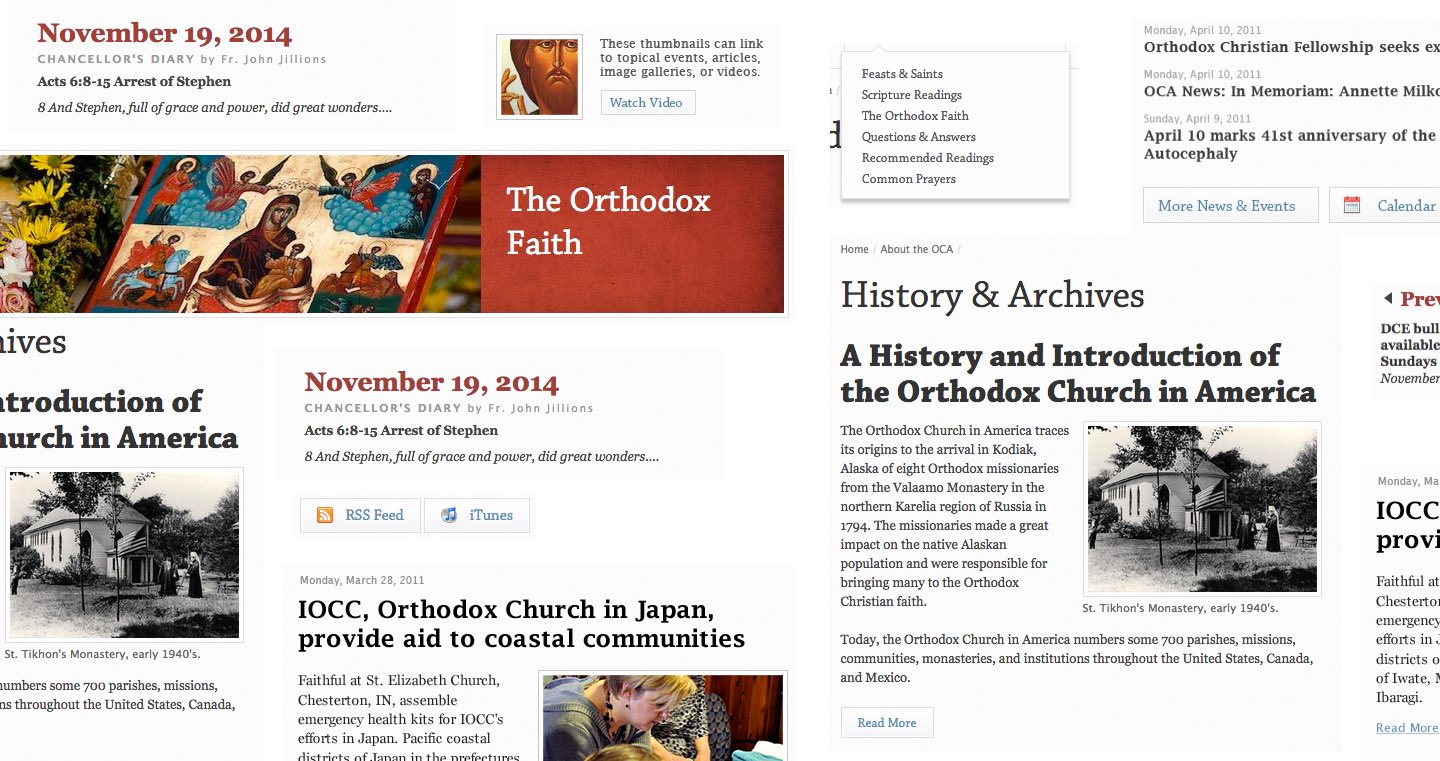 November 19, 2014
CHANCELLOR'S DIARY by Fr. John Jillions
Acts 6:8-15 Arrest of Stephen
8 And Stephen, full of grace and power, did great wonders....
These thumbnails can link
to topical events, articles,
image galleries, or videos.
Watch Video
The Orthodox
Faith
hives
ntroduction of
hurch in America
St. Tikhon's Monastery, early 1940's.
numbers some 700 parishes, missions,
ns throughout the United States, Canada,
November 19, 2014
CHANCELLOR'S DIARY by Fr. John Jillions
Acts 6:8-15 Arrest of Stephen
8 And Stephen, full of grace and power, did great wonders....
RSS Feed
iTunes
Monday, March 28, 2011
IOCC, Orthodox Church in Japan,
provide aid to coastal communities
Faithful at St. Elizabeth Church,
Chesterton, IN, assemble
emergency health kits for IOCC's
efforts in Japan. Pacific coastal
districts of Japan in the prefectures
Feasts & Saints
Scripture Readings
The Orthodox Faith
Questions & Answers
Recommended Readings
Common Prayers
Monday, April 10, 2011
Orthodox Christian Fellowship seeks ex
Monday, April 10, 2011
OCA News: In Memoriam: Annette Milko
Sunday, April 9, 2011
April 10 marks 41st anniversary of the
Autocephaly
More News & Events
Calendar
Home / About the OCA /
History & Archives
A History and Introduction of
the Orthodox Church in America
The Orthodox Church in America traces
its origins to the arrival in Kodiak,
Alaska of eight Orthodox missionaries
from the Valaamo Monastery in the
northern Karelia region of Russia in
1794. The missionaries made a great
impact on the native Alaskan
population and were responsible for
bringing many to the Orthodox
Christian faith.
St. Tikhon's Monastery, early 1940's.
Today, the Orthodox Church in America numbers some 700 parishes, missions,
communities, monasteries, and institutions throughout the United States, Canada,
and Mexico.
Read More
Prev
DCE bull
available
Sundays
November
Monday, Ma
IOCC
provi
Faithful at
Chesterton
emergency
efforts in J
districts o
of Iwate, M
Ibaragi.
Read More